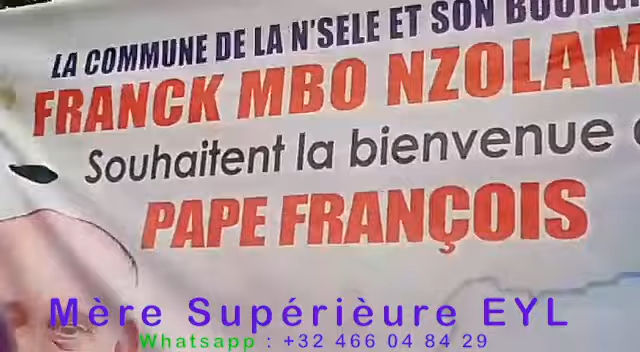 LA COMMUNE DE LA N'SELE ET SON BOURG
FRANCK MBO NZOLAM
Souhaitent la bienvenue
PAPE FRANÇOIS
Mère Supérièure EYL
Whatsapp : +32 466 04 84 29